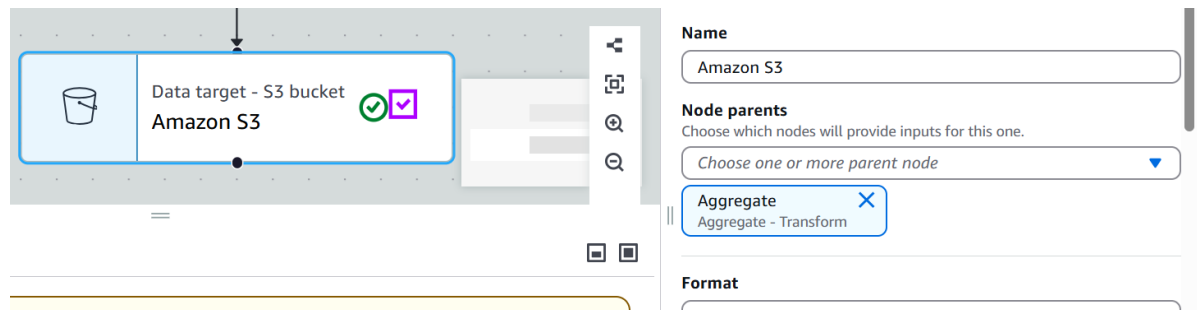 Data target - S3 bucket
Amazon S3
Name
Amazon S3
Node parents
Choose which nodes will provide inputs for this one.
Choose one or more parent node
Aggregate
Aggregate - Transform
Format